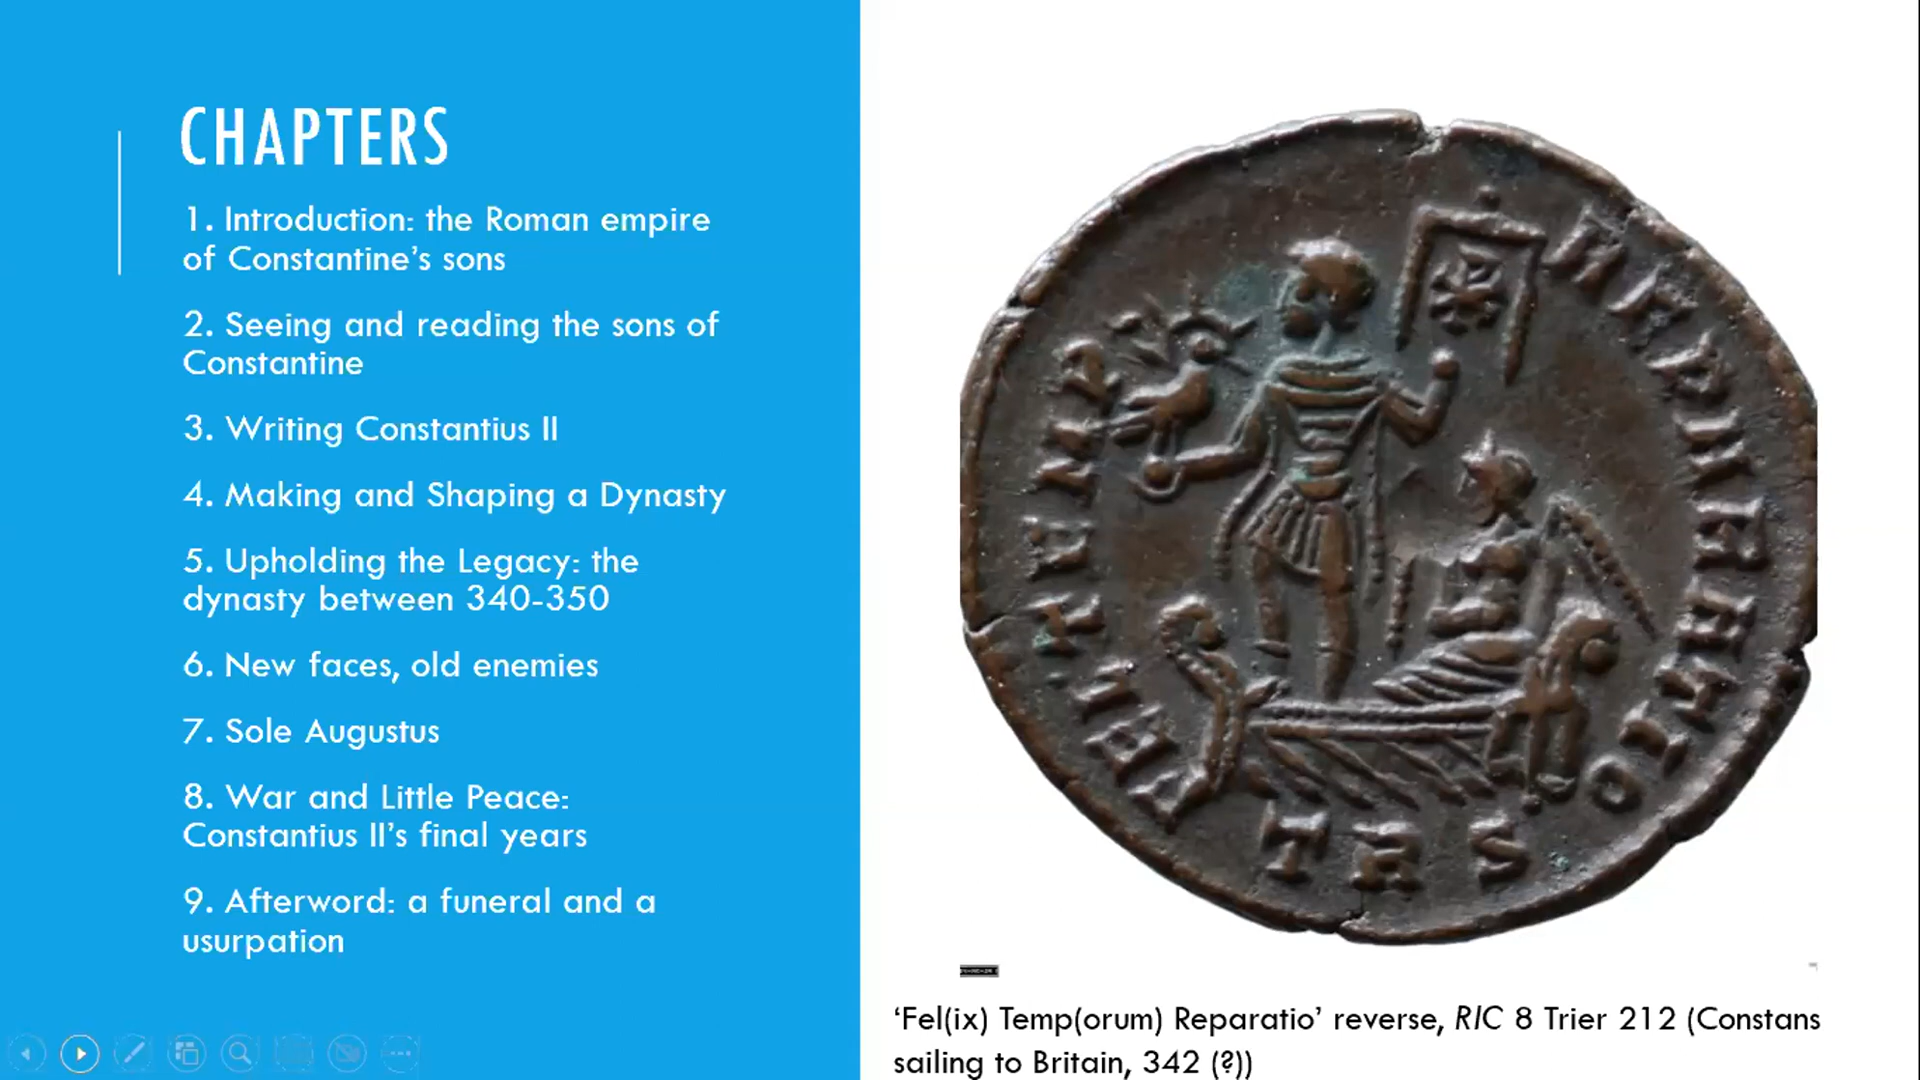 CHAPTERS
1. Introduction: the Roman empire
of Constantine's sons
2. Seeing and reading the sons of
Constantine
3. Writing Constantius II
4. Making and Shaping a Dynasty
5. Upholding the Legacy: the
dynasty between 340-350
6. New faces, old enemies
7. Sole Augustus
8. War and Little Peace:
Constantius II's final years
9. Afterword: a funeral and a
usurpation
FEL TEMP REPARATIO
TRS
‘Fel(ix) Temp(orum) Reparatio’ reverse, RIC 8 Trier 212 (Constans
sailing to Britain, 342 (?))